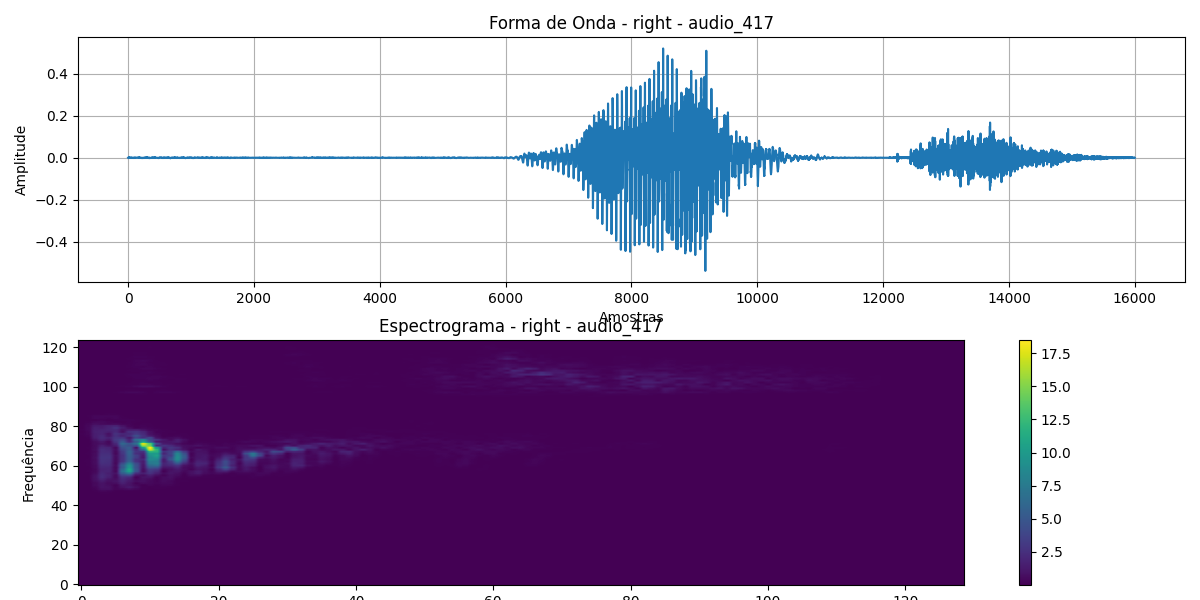 Forma de Onda - right - audio_417
Amplitude
0.4
0.2
0.0
−0.2
−0.4
0 2000 4000 6000 8000 10000 12000 14000 16000
Amostras
Espectrograma - right - audio_417
Frequência
120
100
80
60
40
20
0
0 20 40 60 80 100 120
17.5
15.0
12.5
10.0
7.5
5.0
2.5